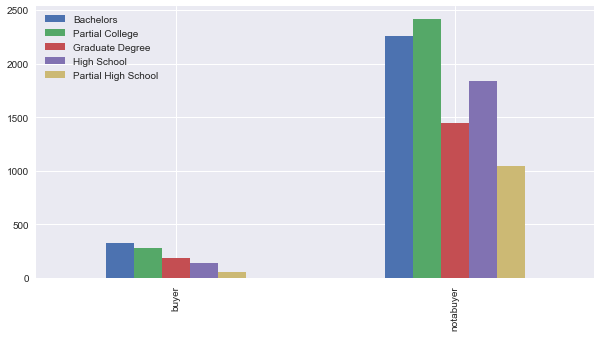 2500
2000
1500
1000
500
0
Bachelors
Partial College
Graduate Degree
High School
Partial High School
buyer
notabuyer